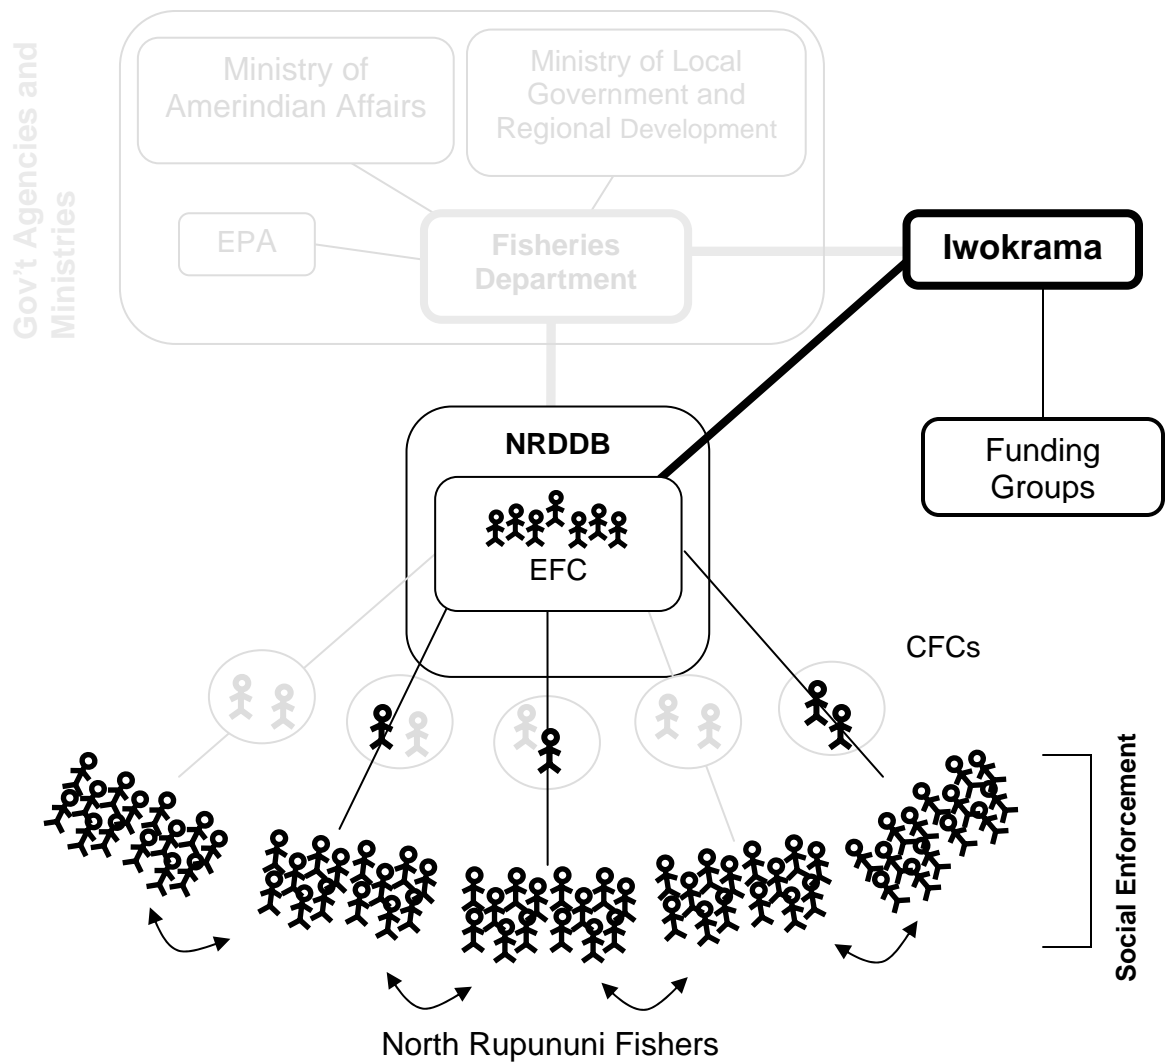 Gov't Agencies and
Ministries
Ministry of
Amerindian Affairs
Ministry of Local
Government and
Regional Development
EPA
Fisheries
Department
Iwokrama
Funding
Groups
NRDDB
EFC
CFCs
Social Enforcement
North Rupununi Fishers